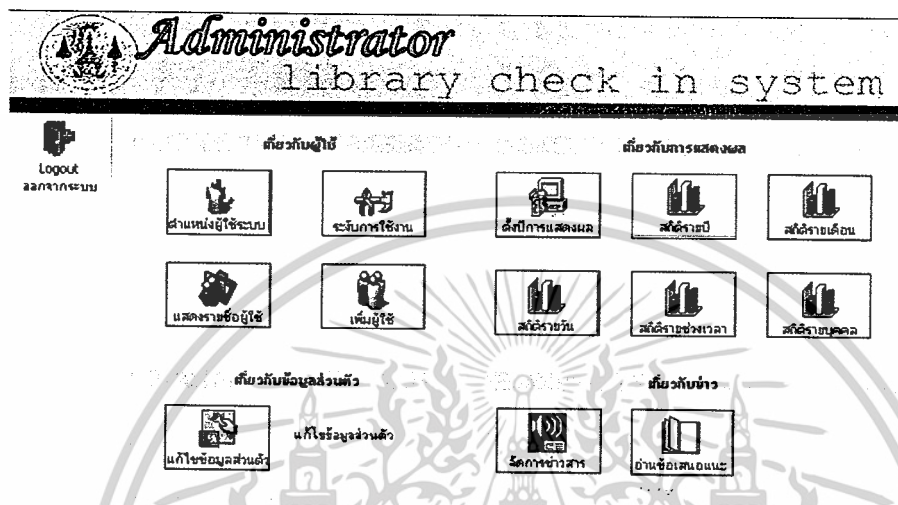 Administrator
library check in system
Logout
ออกจากระบบ
เกี่ยวกับผู้ใช้
ตำแหน่งผู้ใช้ระบบ
ระงับการใช้งาน
แสดงรายชื่อผู้ใช้
เพิ่มผู้ใช้
เกี่ยวกับการแสดงผล
ตั้งปีการแสดงผล
สถิติรายปี
สถิติรายเดือน
สถิติรายวัน
สถิติรายช่วงเวลา
สถิติรายบุคคล
เกี่ยวกับข้อมูลส่วนตัว
แก้ไขข้อมูลส่วนตัว
แก้ไขข้อมูลส่วนตัว
เกี่ยวกับข่าว
จัดการข่าวสาร
อ่านข้อเสนอแนะ